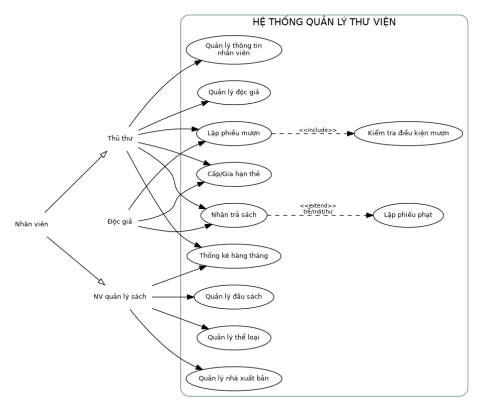 HỆ THỐNG QUẢN LÝ THƯ VIỆN
Quản lý thông tin
nhân viên
Quản lý độc giả
Thủ thư
Lập phiếu mượn
<<include>>
Kiểm tra điều kiện mượn
Cấp/Gia hạn thẻ
Nhân viên
Độc giả
Nhận trả sách
<<extend>>
trễ/mất/hư
Lập phiếu phạt
Thống kê hàng tháng
NV quản lý sách
Quản lý đầu sách
Quản lý thể loại
Quản lý nhà xuất bản